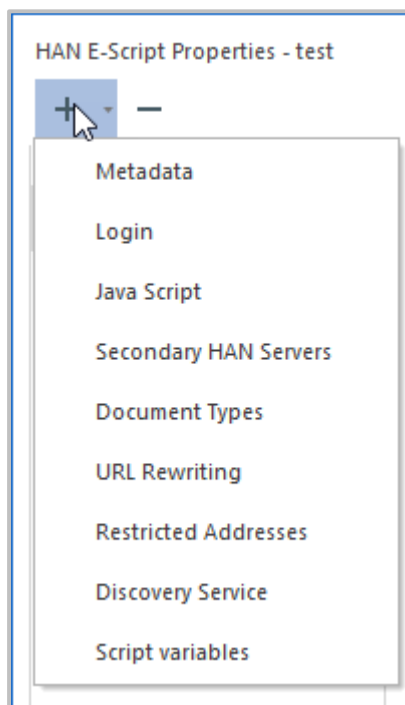 HAN E-Script Properties - test
Metadata
Login
Java Script
Secondary HAN Servers
Document Types
URL Rewriting
Restricted Addresses
Discovery Service
Script variables